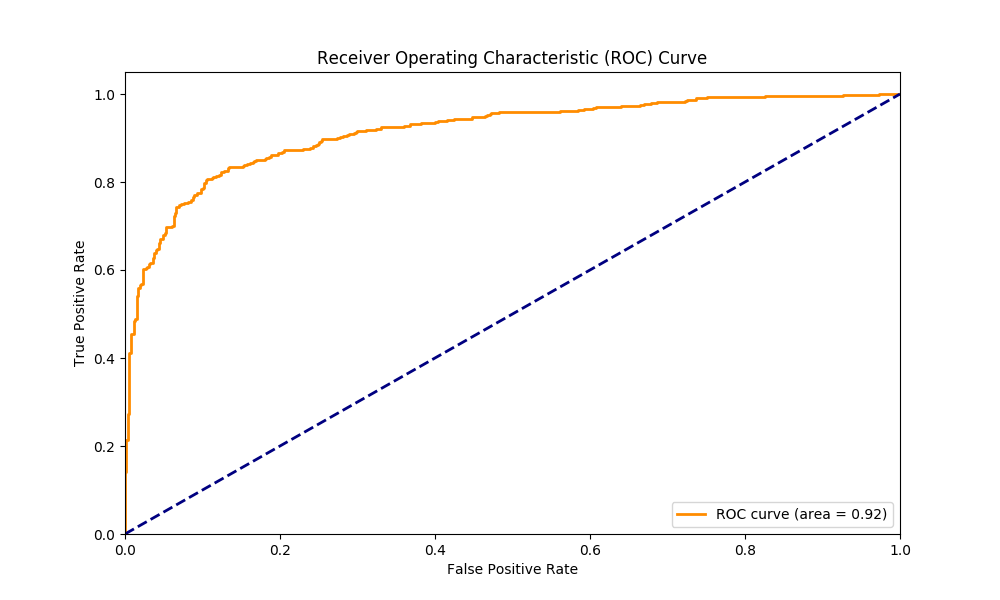 Receiver Operating Characteristic (ROC) Curve
1.0
0.8
0.6
0.4
0.2
0.0
True Positive Rate
ROC curve (area = 0.92)
0.0 0.2 0.4 0.6 0.8 1.0
False Positive Rate